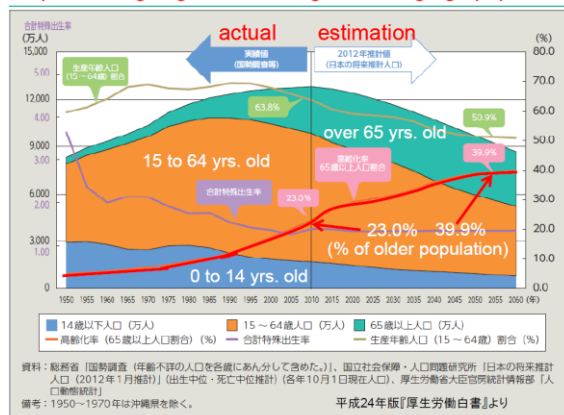 actual
estimation
合計特殊出生率
(万人)
(%)
15,000
80.0
5.00
実績値
(国勢調査等)
2012年推計値
(日本の将来推計人口)
70.0
生産年齢人口
(15～64歳)割合
12,000
63.8%
60.0
4.00
50.9%
over 65 yrs. old
50.0
9,000
39.9%
3.00
15 to 64 yrs. old
高齢化率
65歳以上人口割合
40.0
6,000
合計特殊出生率
30.0
2.00
23.0%
23.0%
39.9%
20.0
3,000
(% of older population)
1.00
10.0
0 to 14 yrs. old
0
0.00
0.0
1950 1955 1960 1965 1970 1975 1980 1985 1990 1995 2000 2005 2010 2015 2020 2025 2030 2035 2040 2045 2050 2055 2060 (年)
14歳以下人口(万人)
15～64歳人口(万人)
65歳以上人口(万人)
高齢化率(65歳以上人口割合)(%)
合計特殊出生率
生産年齢人口(15～64歳)割合(%)
資料：総務省「国勢調査(年齢不詳の人口を各歳にあん分して含めた。)」、国立社会保障・人口問題研究所「日本の将来推計
人口(2012年1月推計)」(出生中位・死亡中位推計)(各年10月1日現在人口)、厚生労働省大臣官房統計情報部「人
口動態統計」
備考：1950～1970年は沖縄県を除く。
平成24年版『厚生労働白書』より